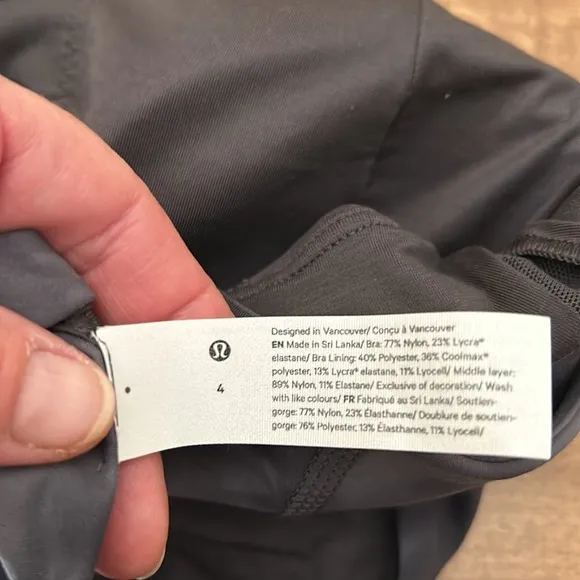 Designed in Vancouver/ Conçu à Vancouver
EN Made in Sri Lanka/ Bra: 77% Nylon, 23% Lycra®
elastane/ Bra Lining: 40% Polyester, 36% Coolmax®
polyester, 13% Lycra® elastane, 11% Lyocell/ Middle layer:
89% Nylon, 11% Elastane/ Exclusive of decoration/ Wash
with like colours/ FR Fabriqué au Sri Lanka/ Soutien-
gorge: 77% Nylon, 23% Élasthanne/ Doublure de soutien-
gorge: 76% Polyester, 13% Élasthanne, 11% Lyocell/
4